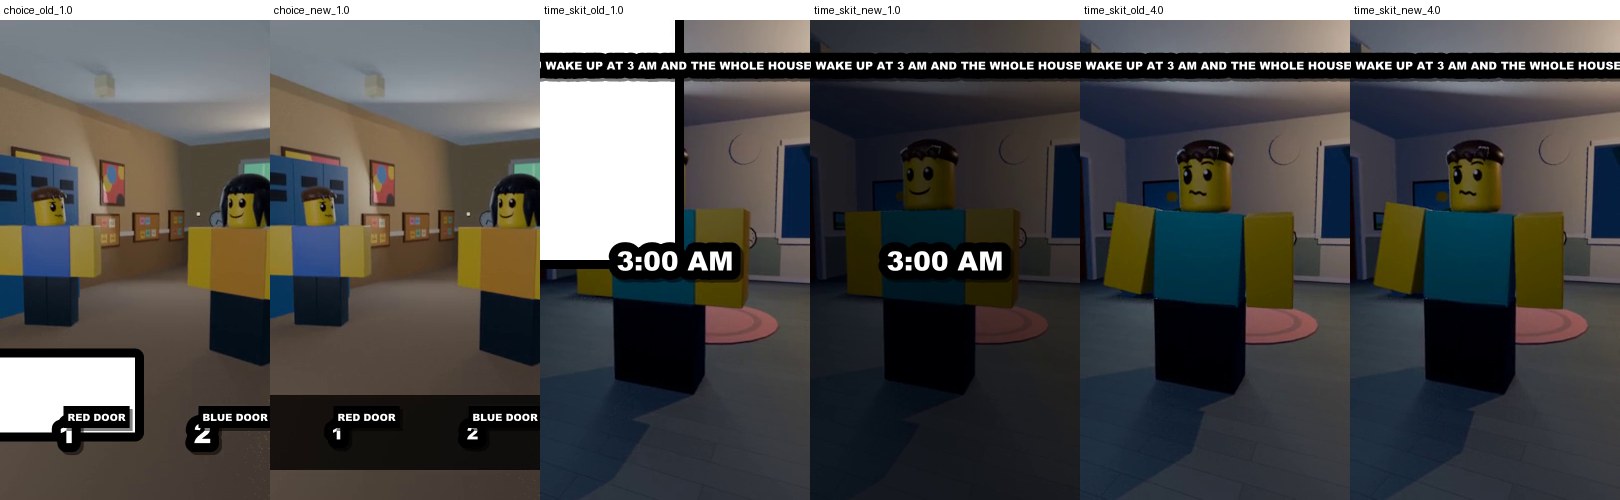 choice_old_1.0
choice_new_1.0
time_skit_old_1.0
time_skit_new_1.0
time_skit_old_4.0
time_skit_new_4.0
WAKE UP AT 3 AM AND THE WHOLE HOUSE
WAKE UP AT 3 AM AND THE WHOLE HOUSE
WAKE UP AT 3 AM AND THE WHOLE HOUSE
WAKE UP AT 3 AM AND THE WHOLE HOUSE
3:00 AM
3:00 AM
RED DOOR
1
BLUE DOOR
2
RED DOOR
1
BLUE DOOR
2